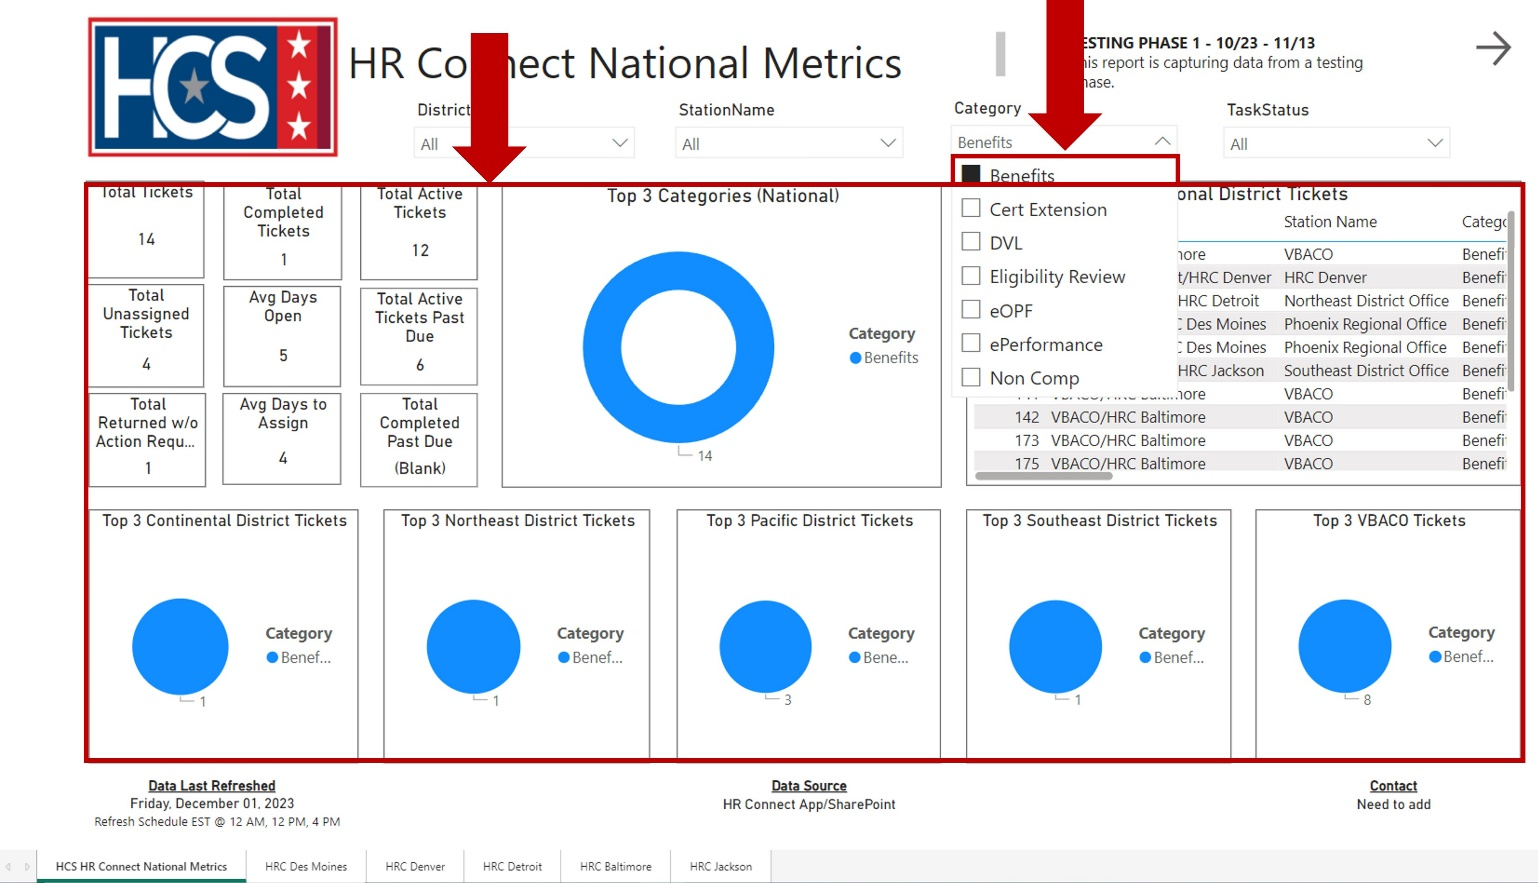 HCS
HR Co nect National Metrics
ESTING PHASE 1 - 10/23 - 11/13
his report is capturing data from a testing
hase.
District
StationName
Category
TaskStatus
All
All
Benefits
All
Benefits
Cert Extension
DVL
Eligibility Review
eOPF
ePerformance
Non Comp
Total Tickets
14
Total
Completed
Tickets
1
Total Active
Tickets
12
Total
Unassigned
Tickets
4
Avg Days
Open
5
Total Active
Tickets Past
Due
6
Total
Returned w/o
Action Requ...
1
Avg Days to
Assign
4
Total
Completed
Past Due
(Blank)
Top 3 Categories (National)
Category
Benefits
14
onal District Tickets
Station Name Catego
more VBACO Benefi
t/HRC Denver HRC Denver Benefi
HRC Detroit Northeast District Office Benefi
C Des Moines Phoenix Regional Office Benefi
C Des Moines Phoenix Regional Office Benefi
HRC Jackson Southeast District Office Benefi
more VBACO Benefi
142 VBACO/HRC Baltimore VBACO Benefi
173 VBACO/HRC Baltimore VBACO Benefi
175 VBACO/HRC Baltimore VBACO Benefi
Top 3 Continental District Tickets
Category
Benef...
1
Top 3 Northeast District Tickets
Category
Benef...
1
Top 3 Pacific District Tickets
Category
Bene...
3
Top 3 Southeast District Tickets
Category
Benef...
1
Top 3 VBACO Tickets
Category
Benef...
8
Data Last Refreshed
Friday, December 01, 2023
Refresh Schedule EST @ 12 AM, 12 PM, 4 PM
Data Source
HR Connect App/SharePoint
Contact
Need to add
HCS HR Connect National Metrics
HRC Des Moines
HRC Denver
HRC Detroit
HRC Baltimore
HRC Jackson